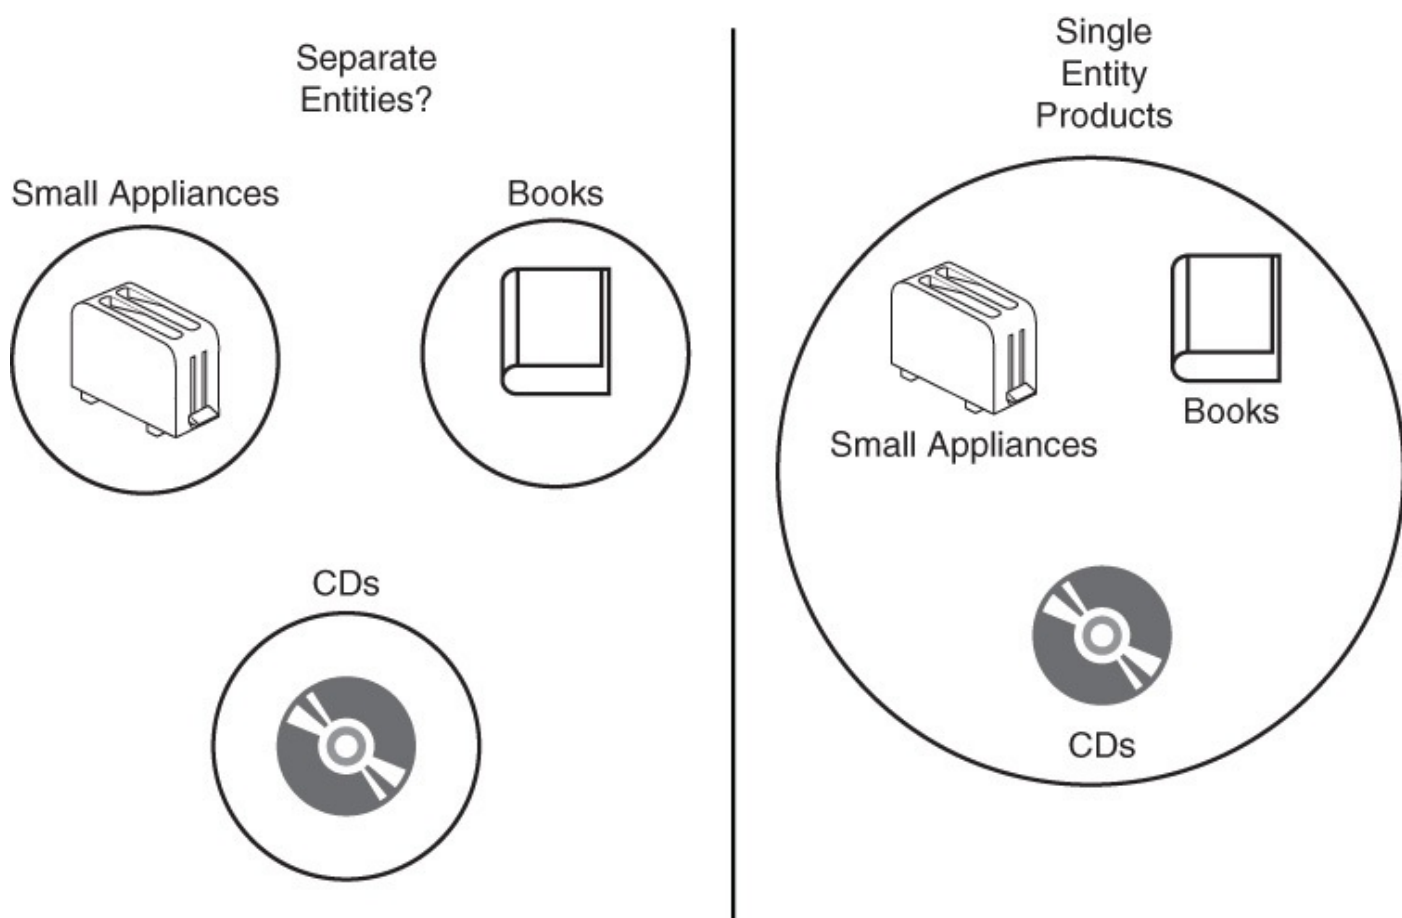 Separate
Entities?
Small Appliances
Books
CDs
Single
Entity
Products
Small Appliances
Books
CDs